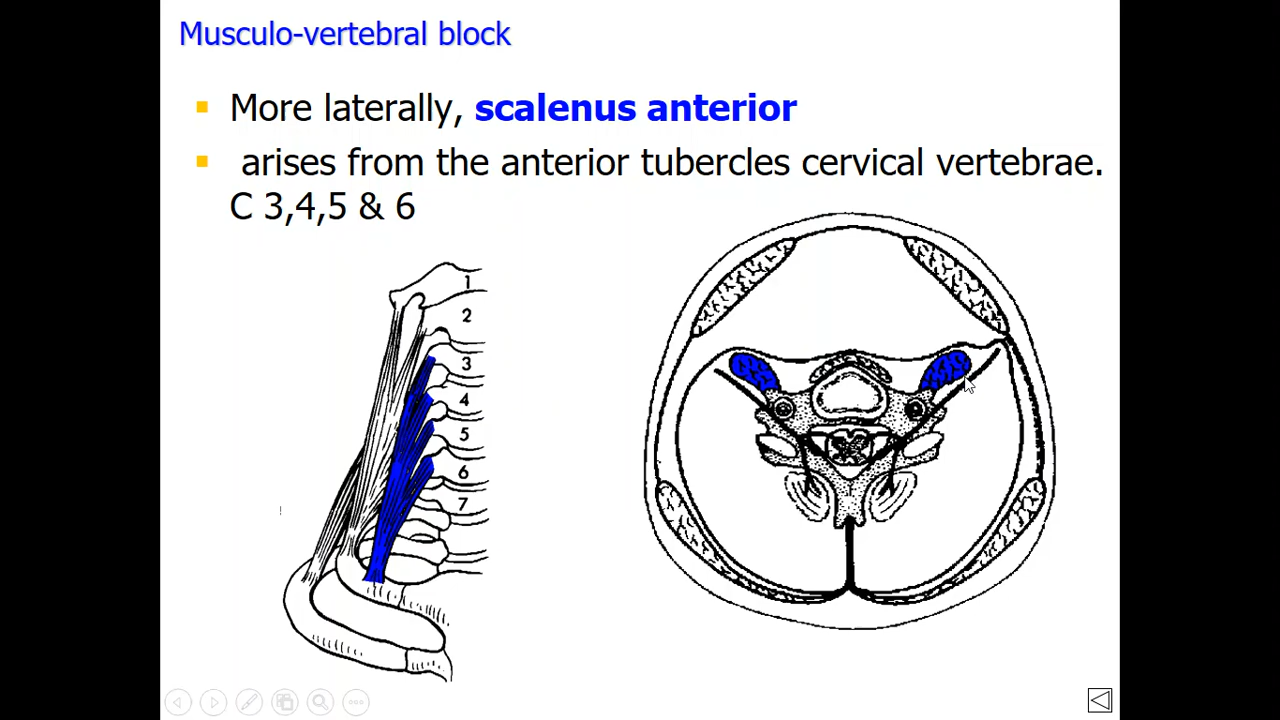 Musculo-vertebral block
More laterally, scalenus anterior
arises from the anterior tubercles cervical vertebrae.
C 3,4,5 & 6
1
2
3
4
5
6
7